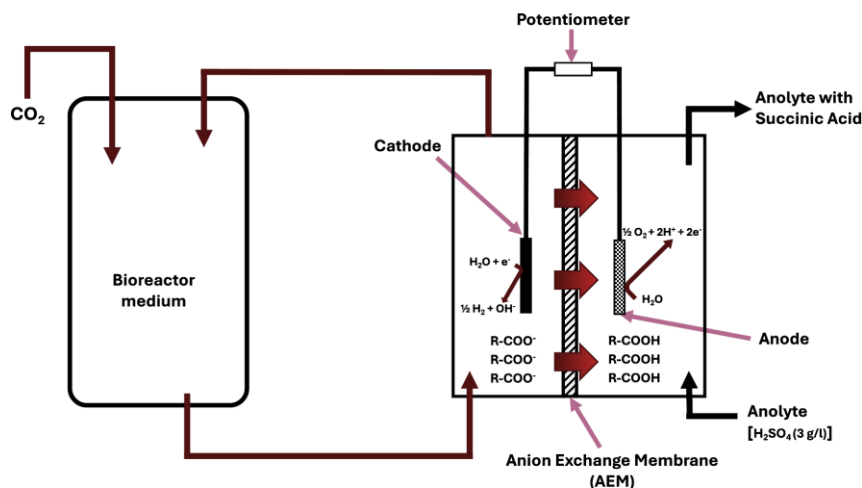 Potentiometer
CO₂
Anolyte with
Succinic Acid
Cathode
½ O₂ + 2H⁺ + 2e⁻
H₂O + e⁻
Bioreactor
medium
½ H₂ + OH⁻
H₂O
R-COO⁻
R-COO⁻
R-COO⁻
R-COOH
R-COOH
R-COOH
Anode
Anolyte
[H₂SO₄ (3 g/l)]
Anion Exchange Membrane
(AEM)